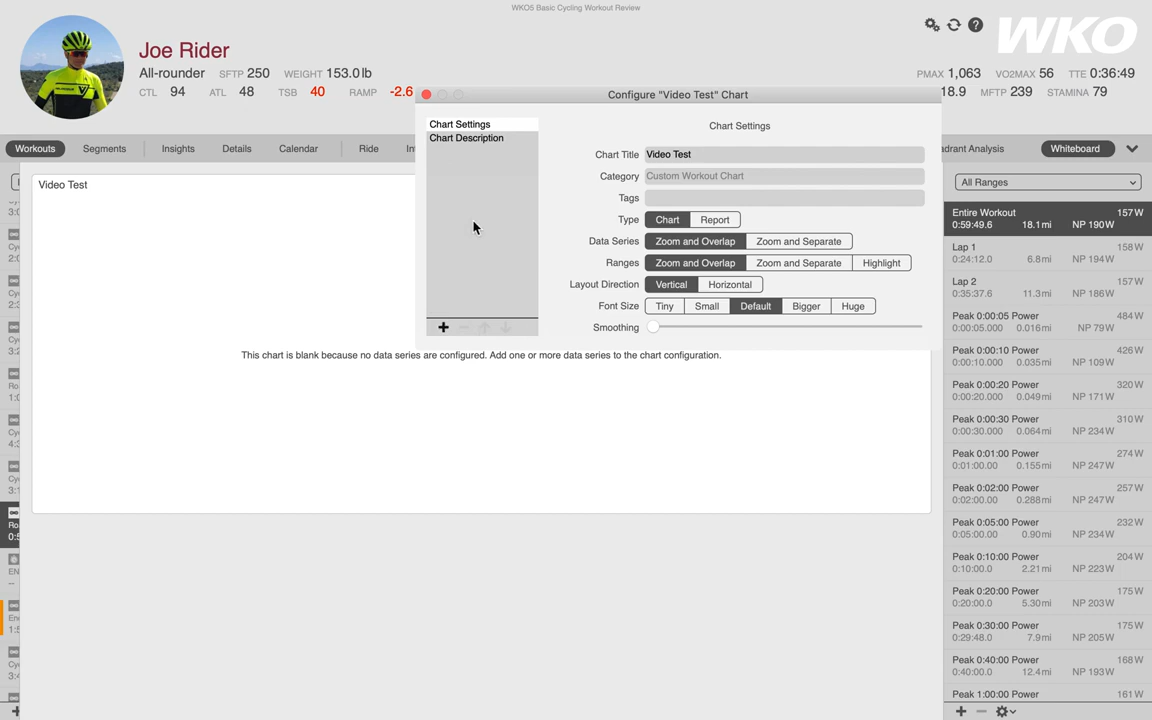 WKO5 Basic Cycling Workout Review
Joe Rider
All-rounder SFTP 250 WEIGHT 153.0 lb
CTL 94 ATL 48 TSB 40 RAMP -2.6
WKO
PMAX 1,063 VO2MAX 56 TTE 0:36:49
18.9 MFTP 239 STAMINA 79
Workouts Segments Insights Details Calendar Ride In
drant Analysis Whiteboard
Video Test
This chart is blank because no data series are configured. Add one or more data series to the chart configuration.
Configure "Video Test" Chart
Chart Settings
Chart Description
Chart Settings
Chart Title Video Test
Category Custom Workout Chart
Tags
Type Chart Report
Data Series Zoom and Overlap Zoom and Separate
Ranges Zoom and Overlap Zoom and Separate Highlight
Layout Direction Vertical Horizontal
Font Size Tiny Small Default Bigger Huge
Smoothing
All Ranges
Entire Workout 157 W
0:59:49.6 18.1 mi NP 190 W
Lap 1 158 W
0:24:12.0 6.8 mi NP 194 W
Lap 2 157 W
0:35:37.6 11.3 mi NP 186 W
Peak 0:00:05 Power 484 W
0:00:05.000 0.016 mi NP 79 W
Peak 0:00:10 Power 426 W
0:00:10.000 0.035 mi NP 109 W
Peak 0:00:20 Power 320 W
0:00:20.000 0.049 mi NP 171 W
Peak 0:00:30 Power 310 W
0:00:30.000 0.064 mi NP 234 W
Peak 0:01:00 Power 274 W
0:01:00.00 0.155 mi NP 247 W
Peak 0:02:00 Power 257 W
0:02:00.00 0.288 mi NP 247 W
Peak 0:05:00 Power 232 W
0:05:00.00 0.90 mi NP 234 W
Peak 0:10:00 Power 204 W
0:10:00.0 2.21 mi NP 223 W
Peak 0:20:00 Power 175 W
0:20:00.0 5.30 mi NP 203 W
Peak 0:30:00 Power 175 W
0:29:48.0 7.9 mi NP 205 W
Peak 0:40:00 Power 168 W
0:40:00.0 12.4 mi NP 193 W
Peak 1:00:00 Power 161 W